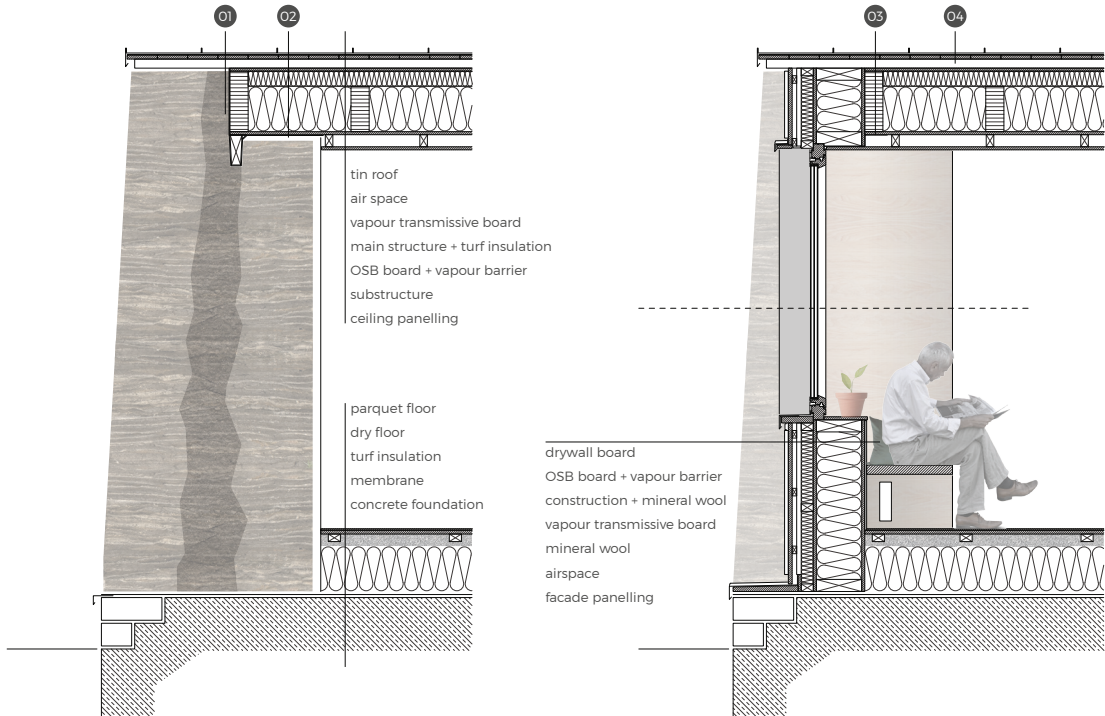 01
02
03
04
tin roof
air space
vapour transmissive board
main structure + turf insulation
OSB board + vapour barrier
substructure
ceiling panelling
parquet floor
dry floor
turf insulation
membrane
concrete foundation
drywall board
OSB board + vapour barrier
construction + mineral wool
vapour transmissive board
mineral wool
airspace
facade panelling